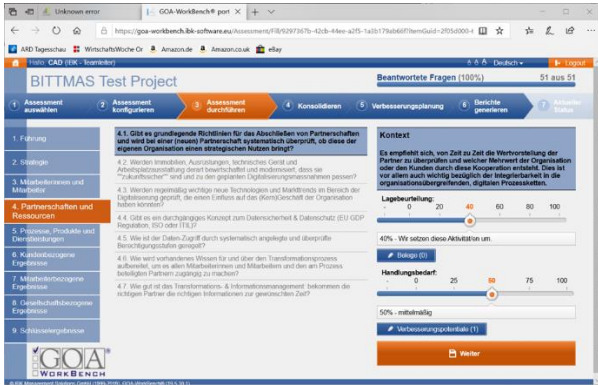 Unknown error
GOA-WorkBench® port
https://goa-workbench.ibk-software.eu/Assessment/Fill/
ARD Tagesschau
WirtschaftsWoche Or
Amazon.de
Amazon.co.uk
eBay
Hallo CAD (IBK - Teamleiter)
Deutsch
Logout
BITTMAS Test Project
Beantwortete Fragen (100%)
51 aus 51
1 Assessment auswählen
2 Assessment konfigurieren
3 Assessment durchführen
4 Konsolidieren
5 Verbesserungsplanung
6 Berichte generieren
7 Aktueller Status
1. Führung
2. Strategie
3. Mitarbeiterinnen und
Mitarbeiter
4. Partnerschaften und
Ressourcen
5. Prozesse, Produkte und
Dienstleistungen
6. Kundenbezogene
Ergebnisse
7. Mitarbeiterbezogene
Ergebnisse
8. Gesellschaftsbezogene
Ergebnisse
9. Schlüsselergebnisse
4.1. Gibt es grundlegende Richtlinien für das Abschließen von Partnerschaften
und wird bei einer (neuen) Partnerschaft systematisch überprüft, ob diese der
eigenen Organisation einen strategischen Nutzen bringt?
4.2. Werden Immobilien, Ausrüstungen, technisches Gerät und
Arbeitsplatzausstattung derart bewirtschaftet und modernisiert, dass sie
""zukunftssicher"" sind und zu den geplanten Digitalisierungsmassnahmen passen?
4.3. Werden regelmäßig wichtige neue Technologien und Markttrends im Bereich der
Digitalisierung geprüft, die einen Einfluss auf das (Kern)Geschäft der Organisation
haben könnten?
4.4. Gibt es ein durchgängiges Konzept zum Datensicherheit & Datenschutz (EU GDP
Regulation, ISO oder ITIL)?
4.5. Wie ist der Daten-Zugriff durch systematisch angelegte und überprüfte
Berechtigungsstufen geregelt?
4.6. Wie wird vorhandenes Wissen für und über den Transformationsprozess
aufbereitet, um es allen Mitarbeiterinnen und Mitarbeitern und den am Prozess
beteiligten Partnern zugängig zu machen?
4.7. Wie gut ist das Transformations- & Informationsmanagement: bekommen die
richtigen Partner die richtigen Informationen zur gewünschten Zeit?
Kontext
Es empfiehlt sich, von Zeit zu Zeit die Wertvorstellung der
Partner zu überprüfen und welcher Mehrwert der Organisation
oder den Kunden durch diese Kooperation entsteht. Dies ist
vor allem auch wichtig bezüglich der Integrierbarkeit in die
organisationsübergreifenden, digitalen Prozessketten.
Lagebeurteilung:
- 0 20 40 60 80 100
40% - Wir setzen diese Aktivität/en um.
Belege (0)
Handlungsbedarf:
- 0 25 50 75 100
50% - mittelmäßig
Verbesserungspotentiale (1)
Weiter
GOA
WORKBENCH